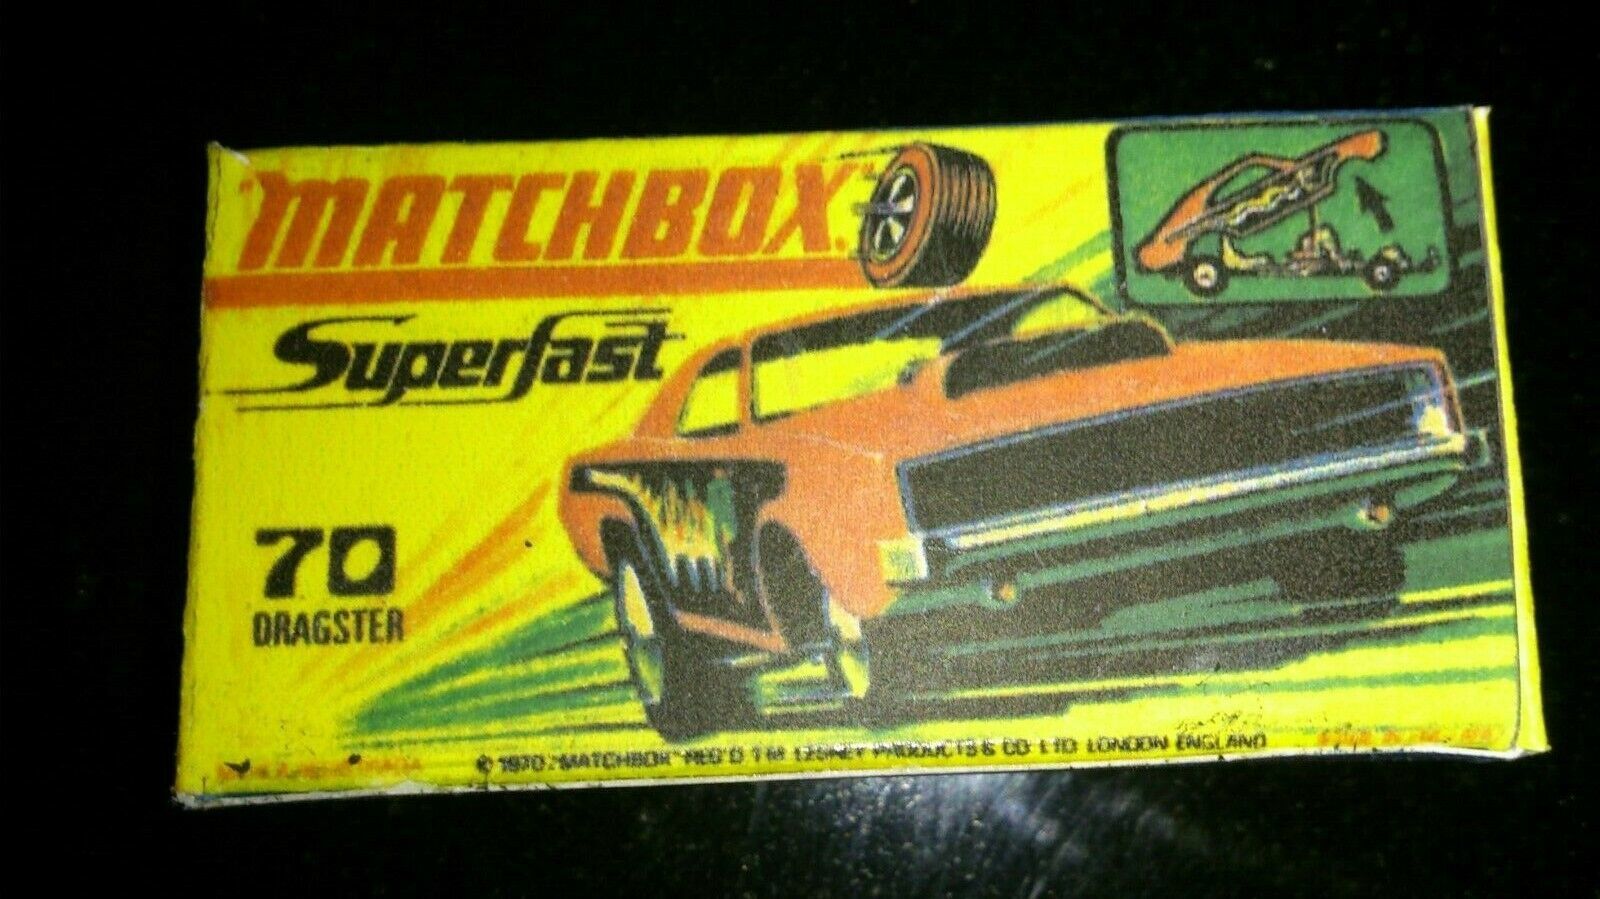 "MATCHBOX"
Superfast
70
DRAGSTER
© 1970 "MATCHBOX" REG'D T M LESNEY PRODUCTS & CO LTD LONDON ENGLAND